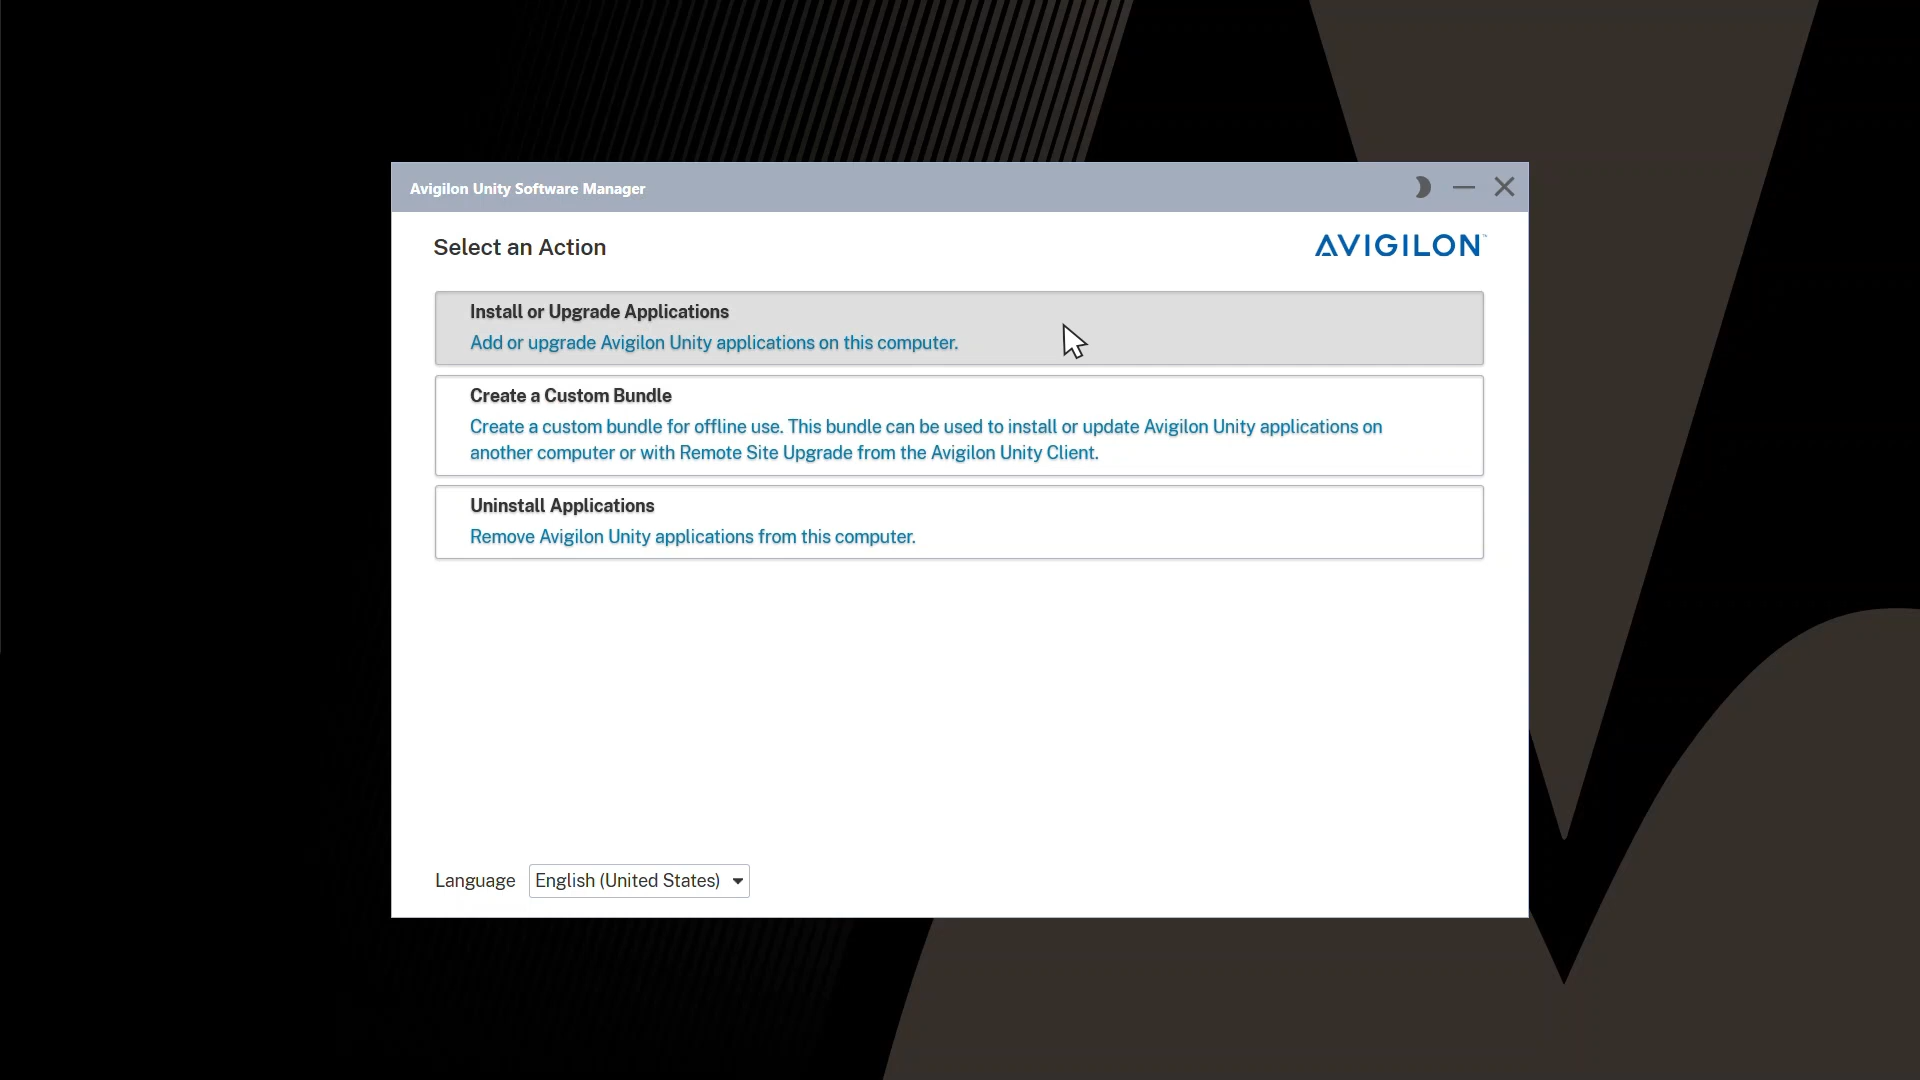 Avigilon Unity Software Manager
Select an Action
AVIGILON™
Install or Upgrade Applications
Add or upgrade Avigilon Unity applications on this computer.
Create a Custom Bundle
Create a custom bundle for offline use. This bundle can be used to install or update Avigilon Unity applications on
another computer or with Remote Site Upgrade from the Avigilon Unity Client.
Uninstall Applications
Remove Avigilon Unity applications from this computer.
Language English (United States)